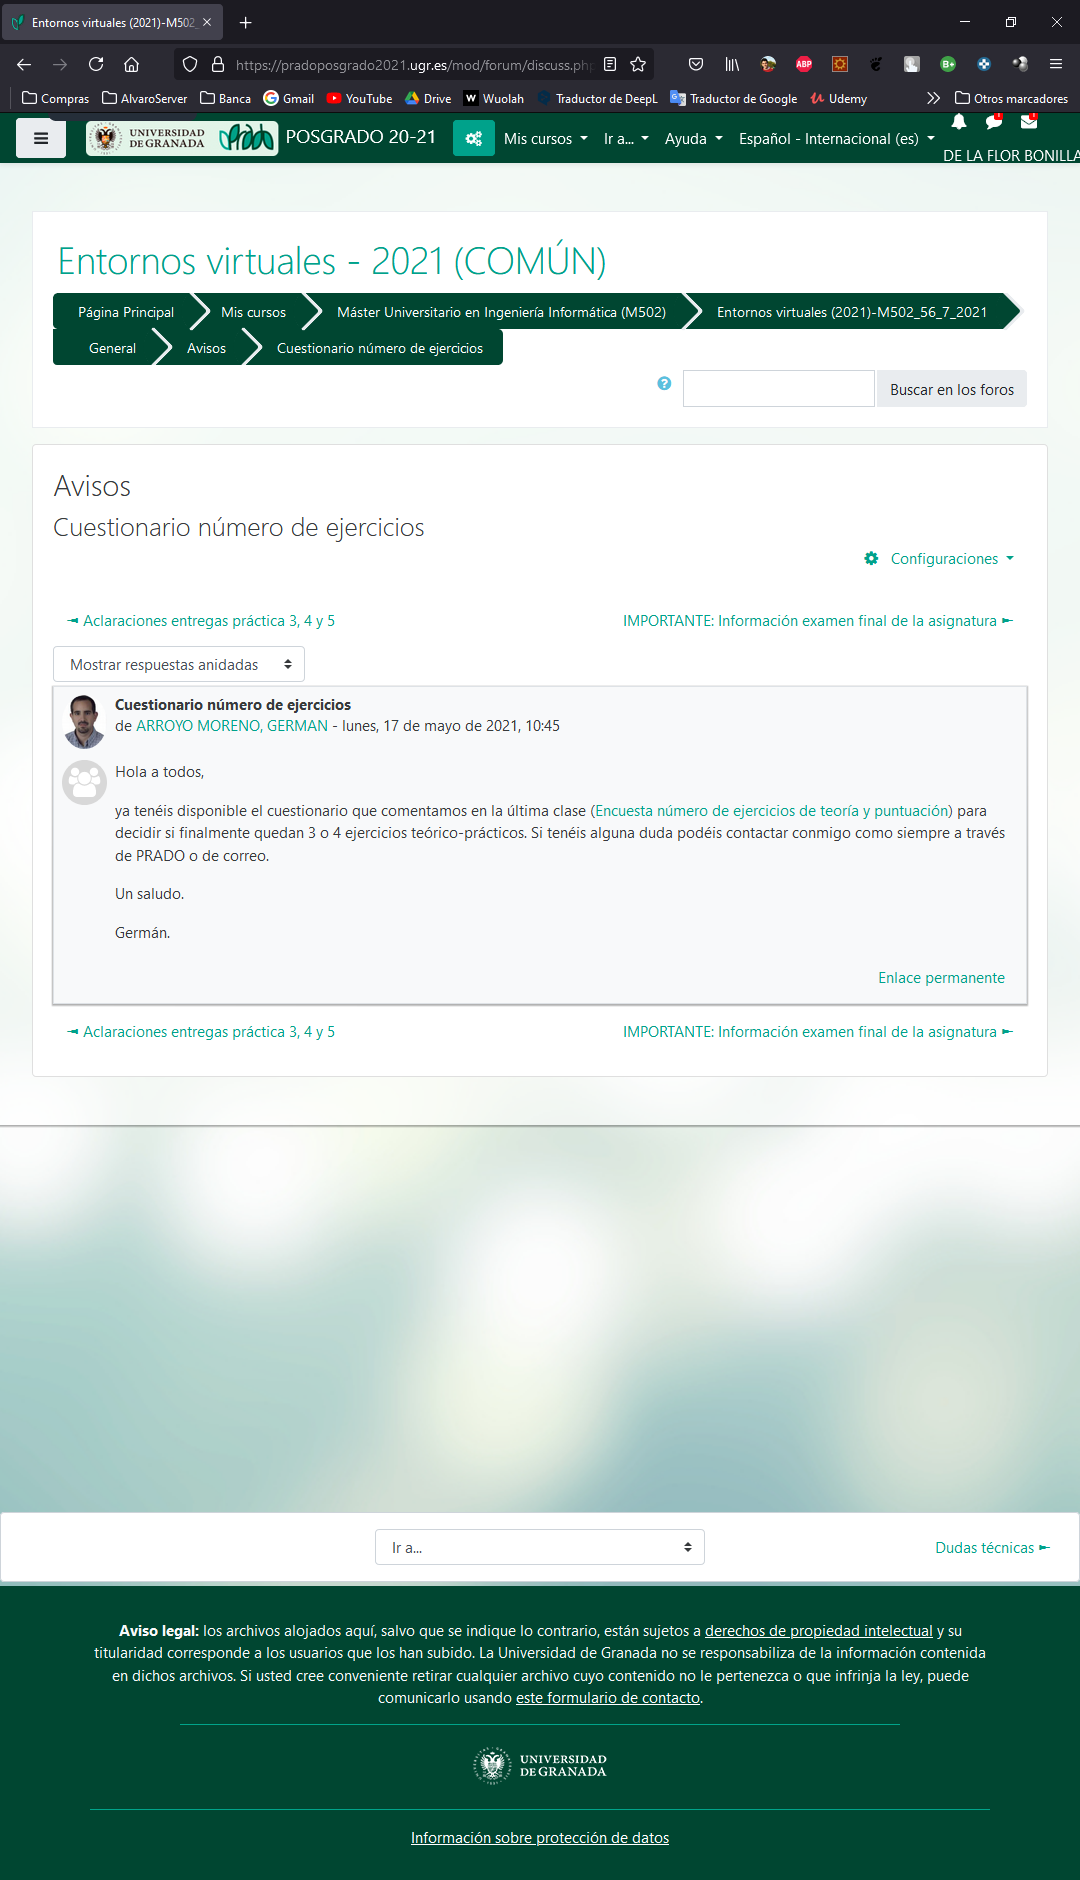 Entornos virtuales (2021)-M502_
https://pradoposgrado2021.ugr.es/mod/forum/discuss.php
Compras AlvaroServer Banca Gmail YouTube Drive Wuolah Traductor de DeepL Traductor de Google Udemy Otros marcadores
UNIVERSIDAD DE GRANADA POSGRADO 20-21 Mis cursos Ir a... Ayuda Español - Internacional (es)
DE LA FLOR BONILLA
Entornos virtuales - 2021 (COMÚN)
Página Principal Mis cursos Máster Universitario en Ingeniería Informática (M502) Entornos virtuales (2021)-M502_56_7_2021
General Avisos Cuestionario número de ejercicios
Buscar en los foros
Avisos
Cuestionario número de ejercicios
Configuraciones
◄ Aclaraciones entregas práctica 3, 4 y 5 IMPORTANTE: Información examen final de la asignatura ►
Mostrar respuestas anidadas
Cuestionario número de ejercicios
de ARROYO MORENO, GERMAN - lunes, 17 de mayo de 2021, 10:45
Hola a todos,
ya tenéis disponible el cuestionario que comentamos en la última clase (Encuesta número de ejercicios de teoría y puntuación) para
decidir si finalmente quedan 3 o 4 ejercicios teórico-prácticos. Si tenéis alguna duda podéis contactar conmigo como siempre a través
de PRADO o de correo.
Un saludo.
Germán.
Enlace permanente
◄ Aclaraciones entregas práctica 3, 4 y 5 IMPORTANTE: Información examen final de la asignatura ►
Ir a... Dudas técnicas ►
Aviso legal: los archivos alojados aquí, salvo que se indique lo contrario, están sujetos a derechos de propiedad intelectual y su
titularidad corresponde a los usuarios que los han subido. La Universidad de Granada no se responsabiliza de la información contenida
en dichos archivos. Si usted cree conveniente retirar cualquier archivo cuyo contenido no le pertenezca o que infrinja la ley, puede
comunicarlo usando este formulario de contacto.
UNIVERSIDAD
DE GRANADA
Información sobre protección de datos